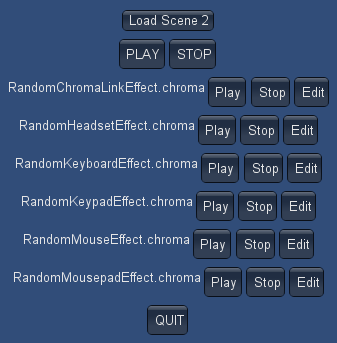 Load Scene 2
PLAY STOP
RandomChromaLinkEffect.chroma Play Stop Edit
RandomHeadsetEffect.chroma Play Stop Edit
RandomKeyboardEffect.chroma Play Stop Edit
RandomKeypadEffect.chroma Play Stop Edit
RandomMouseEffect.chroma Play Stop Edit
RandomMousepadEffect.chroma Play Stop Edit
QUIT